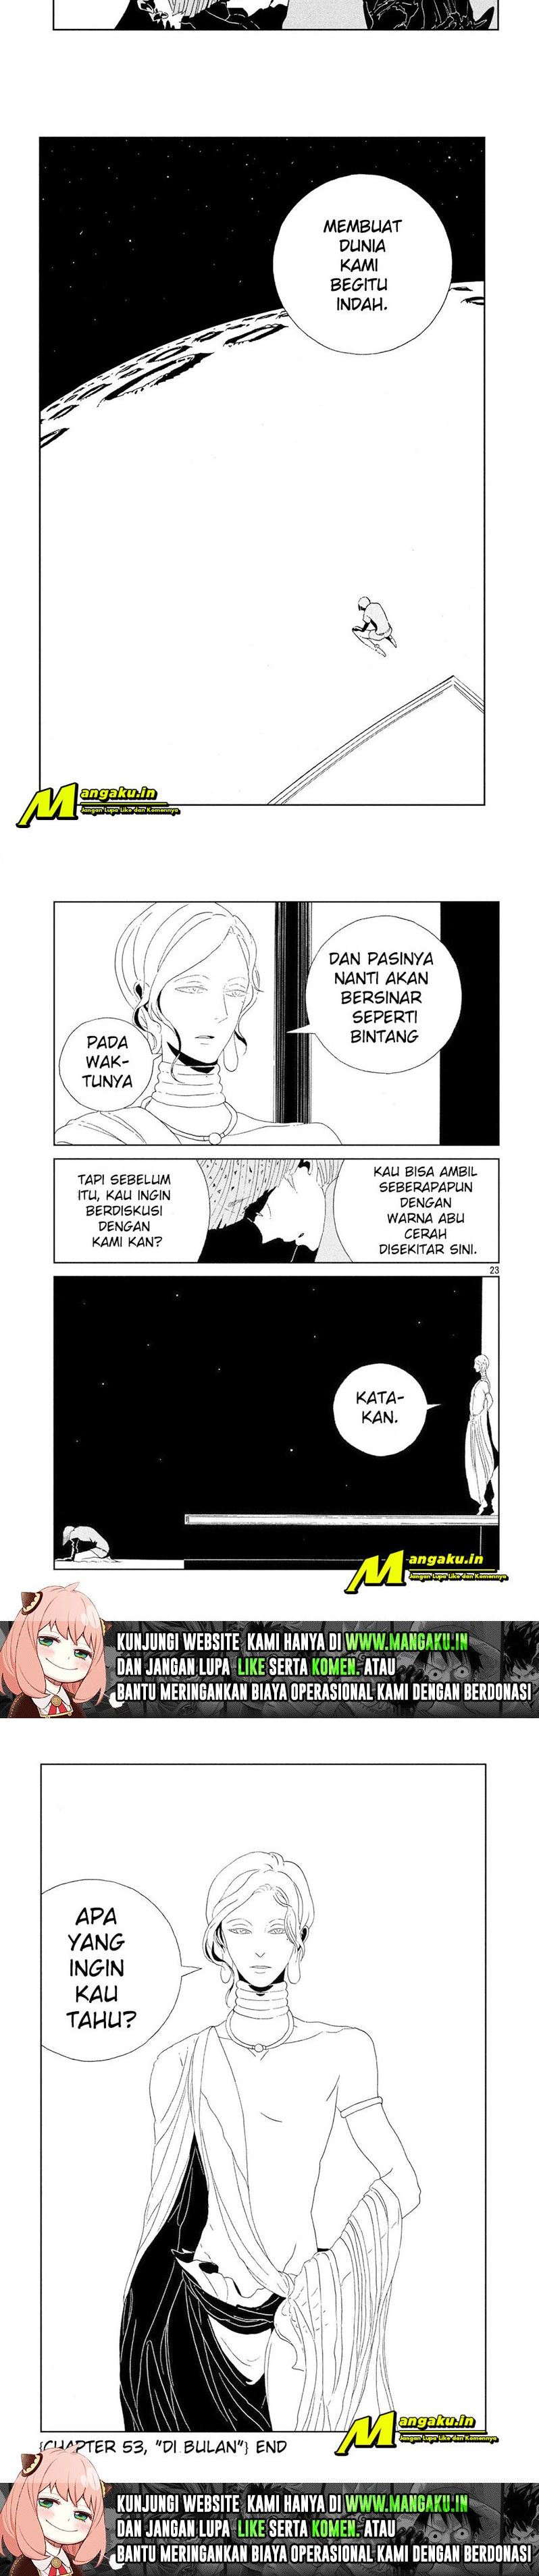 MEMBUAT
DUNIA
KAMI
BEGITU
INDAH.
Mangaku.in
Jangan Lupa Like dan Komennya
DAN PASINYA
NANTI AKAN
BERSINAR
SEPERTI
BINTANG
PADA
WAK-
TUNYA
KAU BISA AMBIL
SEBERAPAPUN
DENGAN
WARNA ABU
CERAH
DISEKITAR SINI.
TAPI SEBELUM
ITU, KAU INGIN
BERDISKUSI
DENGAN
KAMI KAN?
23
KATA-
KAN.
Mangaku.in
Jangan Lupa Like dan Komennya
KUNJUNGI WEBSITE KAMI HANYA DI WWW.MANGAKU.IN
DAN JANGAN LUPA LIKE SERTA KOMEN. ATAU
BANTU MERINGANKAN BIAYA OPERASIONAL KAMI DENGAN BERDONASI
APA
YANG
INGIN
KAU
TAHU?
Mangaku.in
Jangan Lupa Like dan Komennya
{CHAPTER 53, "DI BULAN"} END
KUNJUNGI WEBSITE KAMI HANYA DI WWW.MANGAKU.IN
DAN JANGAN LUPA LIKE SERTA KOMEN. ATAU
BANTU MERINGANKAN BIAYA OPERASIONAL KAMI DENGAN BERDONASI